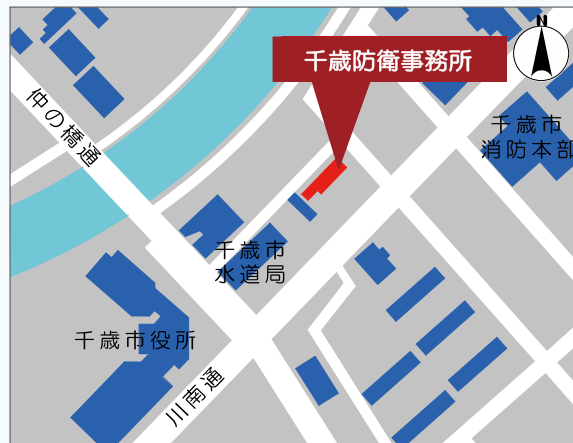 N
千歳防衛事務所
千歳市
消防本部
仲の橋通
千歳市
水道局
千歳市役所
川南通